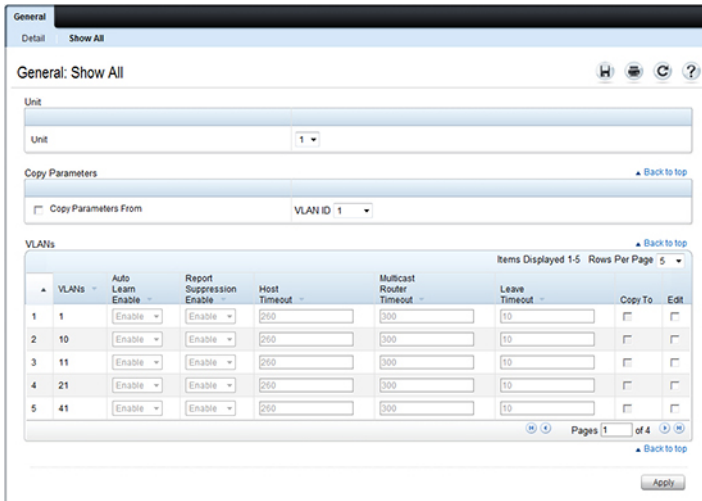 General
Detail Show All
General: Show All
Unit
Unit 1
Copy Parameters Back to top
Copy Parameters From VLAN ID 1
VLANs Back to top
Items Displayed 1-5 Rows Per Page 5
VLANs Auto Learn Enable Report Suppression Enable Host Timeout Multicast Router Timeout Leave Timeout Copy To Edit
1 1 Enable Enable 260 300 10
2 10 Enable Enable 260 300 10
3 11 Enable Enable 260 300 10
4 21 Enable Enable 260 300 10
5 41 Enable Enable 260 300 10
Pages 1 of 4
Back to top
Apply